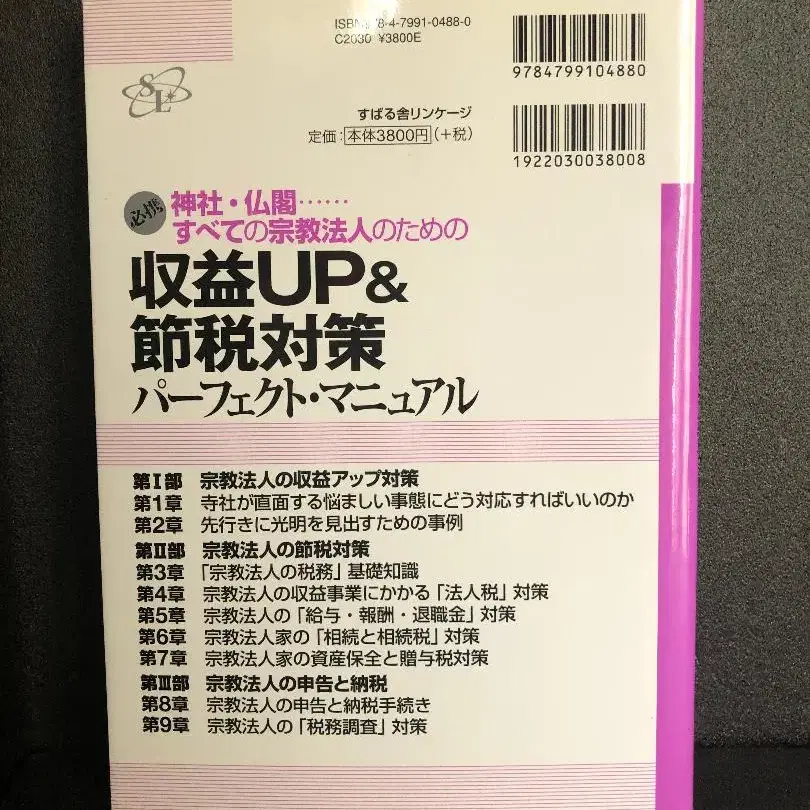 ISBN978-4-7991-0488-0
C2030 ¥3800E
9784799104880
SL
すばる舎リンケージ
定価：本体3800円（+税）
1922030038008
必携
神社・仏閣……
すべての宗教法人のための
収益UP&
節税対策
パーフェクト・マニュアル
第Ⅰ部 宗教法人の収益アップ対策
第1章 寺社が直面する悩ましい事態にどう対応すればいいのか
第2章 先行きに光明を見出すための事例
第Ⅱ部 宗教法人の節税対策
第3章 「宗教法人の税務」基礎知識
第4章 宗教法人の収益事業にかかる「法人税」対策
第5章 宗教法人の「給与・報酬・退職金」対策
第6章 宗教法人家の「相続と相続税」対策
第7章 宗教法人家の資産保全と贈与税対策
第Ⅲ部 宗教法人の申告と納税
第8章 宗教法人の申告と納税手続き
第9章 宗教法人の「税務調査」対策